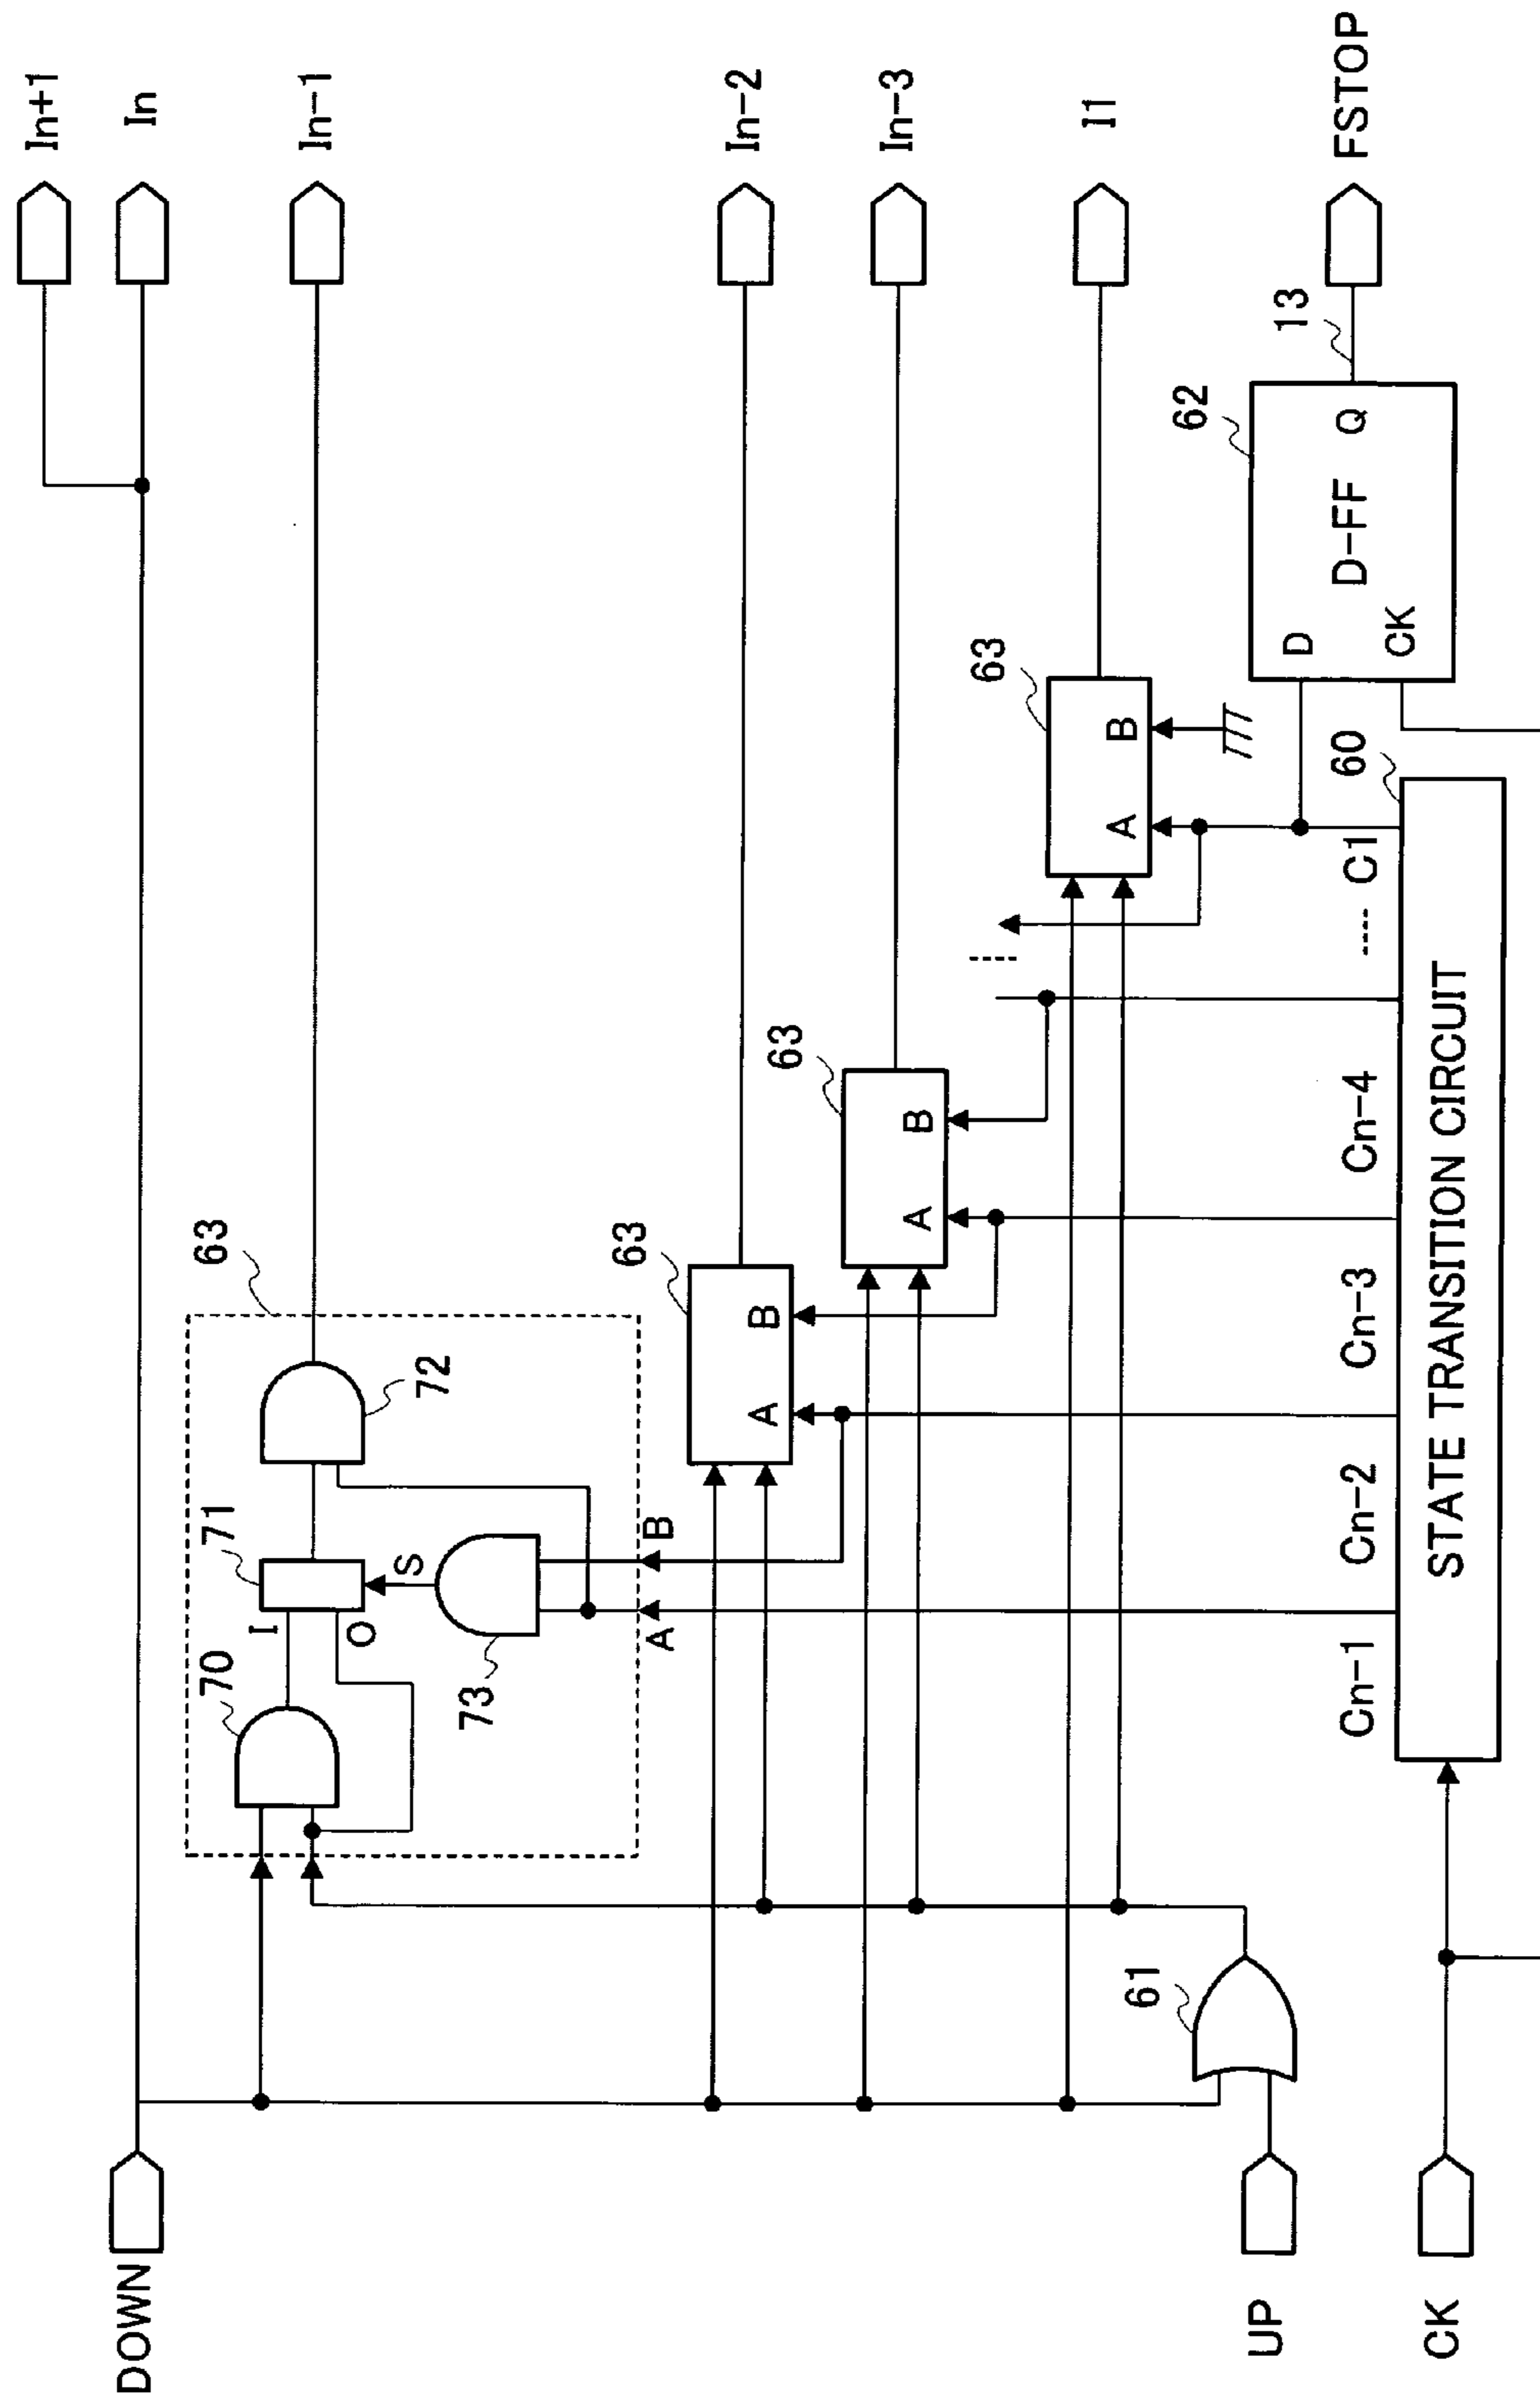 In+1
In
In-1
In-2
In-3
I1
FSTOP
13
62
D-FF
Q
D
CK
63
A
B
63
A
B
63
A
B
63
72
71
I
O
S
70
73
A
B
60
C1
.....
.....
Cn-4
Cn-3
Cn-2
Cn-1
STATE TRANSITION CIRCUIT
61
DOWN
UP
CK